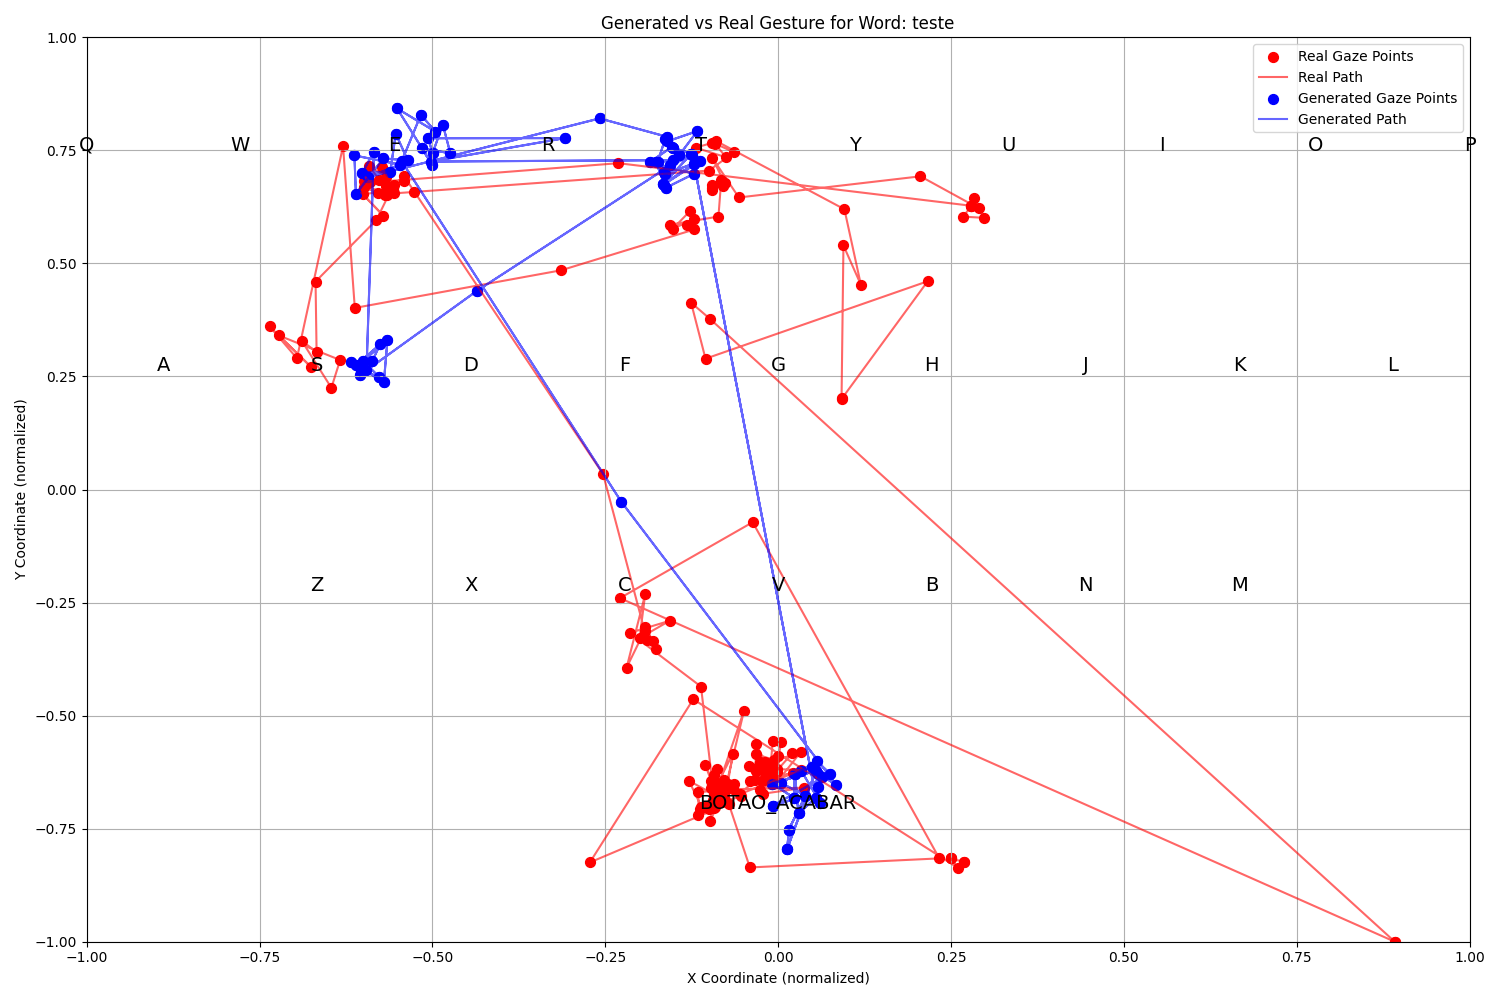 Generated vs Real Gesture for Word: teste
Real Gaze Points
Real Path
Generated Gaze Points
Generated Path
Y Coordinate (normalized)
1.00
0.75
0.50
0.25
0.00
−0.25
−0.50
−0.75
−1.00
Q W E R T Y U I O P
A S D F G H J K L
Z X C V B N M
BOTAO_ACABAR
−1.00 −0.75 −0.50 −0.25 0.00 0.25 0.50 0.75 1.00
X Coordinate (normalized)